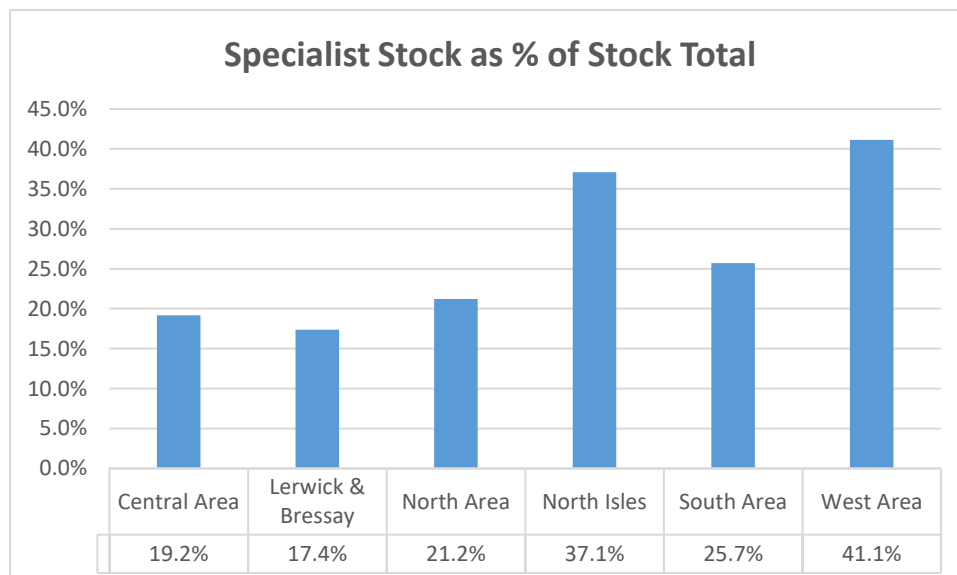 Specialist Stock as % of Stock Total
45.0%
40.0%
35.0%
30.0%
25.0%
20.0%
15.0%
10.0%
5.0%
0.0%
Central Area
Lerwick &
Bressay
North Area
North Isles
South Area
West Area
19.2%
17.4%
21.2%
37.1%
25.7%
41.1%